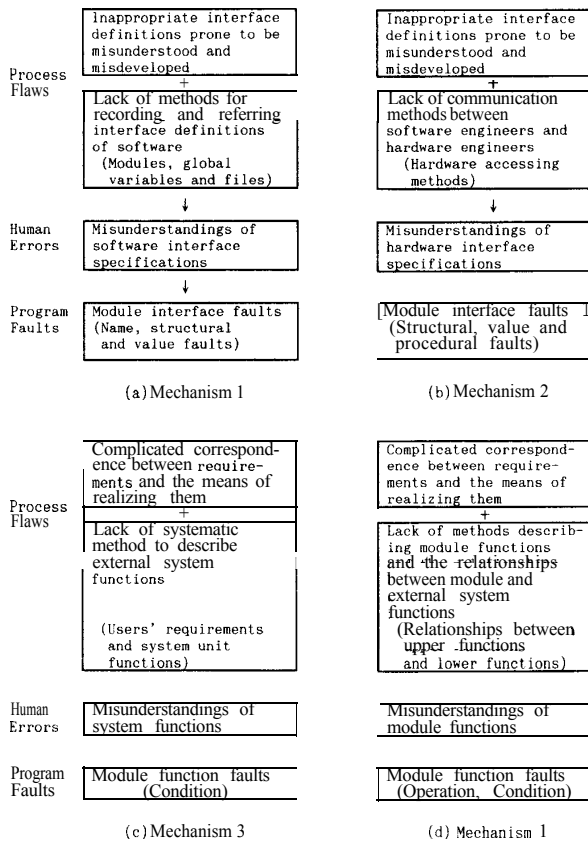 Inappropriate interface
definitions prone to be
misunderstood and
misdeveloped
Process
Flaws
+
Lack of methods for
recording and referring
interface definitions
of software
(Modules, global
variables and files)
↓
Human
Errors
Misunderstandings of
software interface
specifications
↓
Program
Faults
Module interface faults
(Name, structural
and value faults)
(a) Mechanism 1
Inappropriate interface
definitions prone to be
misunderstood and
misdeveloped
+
Lack of communication
methods between
software engineers and
hardware engineers
(Hardware accessing
methods)
↓
Misunderstandings of
hardware interface
specifications
Module interface faults
(Structural, value and
procedural faults)
(b) Mechanism 2
Complicated correspond-
ence between require-
ments and the means of
realizing them
Process
Flaws
+
Lack of systematic
method to describe
external system
functions
(Users' requirements
and system unit
functions)
Human
Errors
Misunderstandings of
system functions
Program
Faults
Module function faults
(Condition)
(c) Mechanism 3
Complicated correspond-
ence between require-
ments and the means of
realizing them
+
Lack of methods describ-
ing module functions
and the relationships
between module and
external system
functions
(Relationships between
upper functions
and lower functions)
Misunderstandings of
module functions
Module function faults
(Operation, Condition)
(d) Mechanism 1